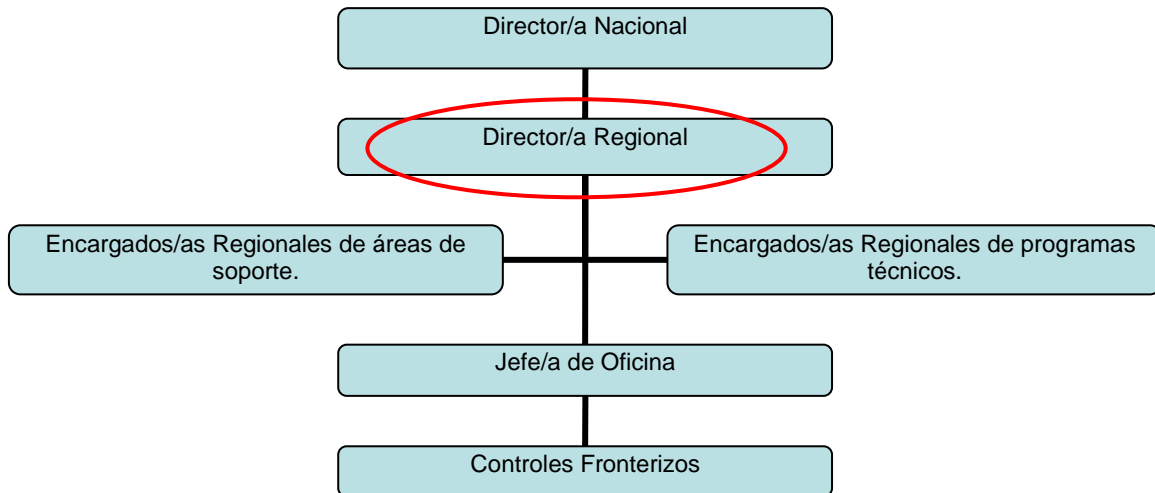 Director/a Nacional
Director/a Regional
Encargados/as Regionales de áreas de
soporte.
Encargados/as Regionales de programas
técnicos.
Jefe/a de Oficina
Controles Fronterizos